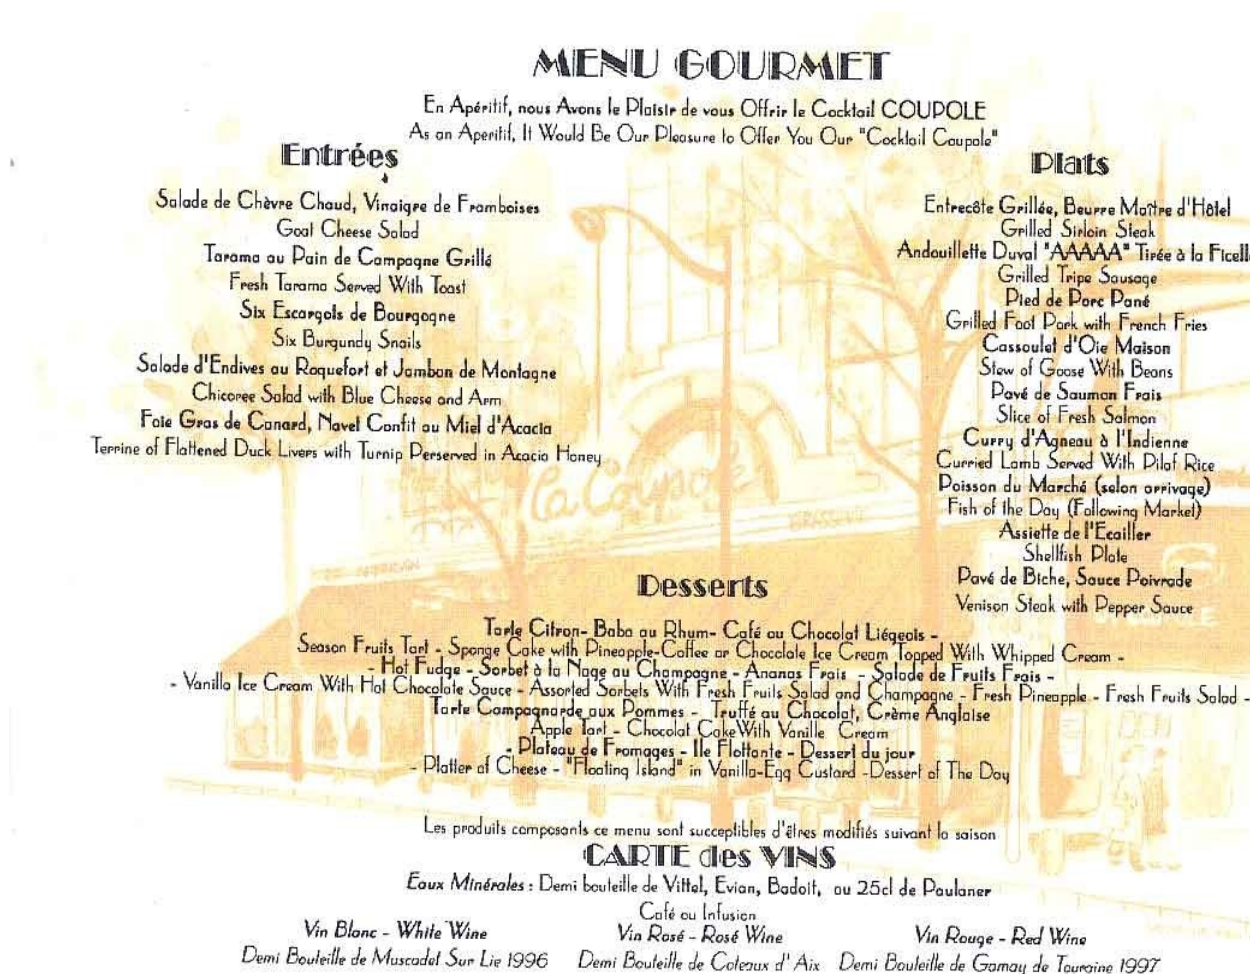 MENU GOURMET
En Apéritif, nous Avons le Plaisir de vous Offrir le Cocktail COUPOLE
As an Aperitif, It Would Be Our Pleasure to Offer You Our "Cocktail Coupole"
Entrées
Salade de Chèvre Chaud, Vinaigre de Framboises
Goat Cheese Salad
Tarama au Pain de Campagne Grillé
Fresh Tarama Served With Toast
Six Escargots de Bourgogne
Six Burgundy Snails
Salade d'Endives au Roquefort et Jambon de Montagne
Chicoree Salad with Blue Cheese and Arm
Foie Gras de Canard, Navet Confit au Miel d'Acacia
Terrine of Flattened Duck Livers with Turnip Perserved in Acacia Honey
Plats
Entrecôte Grillée, Beurre Maître d'Hôtel
Grilled Sirloin Steak
Andouillette Duval "AAAAA" Tirée à la Ficelle
Grilled Tripe Sausage
Pied de Porc Pané
Grilled Foot Pork with French Fries
Cassoulet d'Oie Maison
Stew of Goose With Beans
Pavé de Saumon Frais
Slice of Fresh Salmon
Curry d'Agneau à l'Indienne
Curried Lamb Served With Pilaf Rice
Poisson du Marché (selon arrivage)
Fish of the Day (Following Market)
Assiette de l'Ecailler
Shellfish Plate
Pavé de Biche, Sauce Poivrade
Venison Steak with Pepper Sauce
La Coupole
BRASSERIE
Desserts
Tarte Citron- Baba au Rhum- Café ou Chocolat Liégeois -
Season Fruits Tart - Sponge Cake with Pineapple-Coffee or Chocolate Ice Cream Topped With Whipped Cream -
- Hot Fudge - Sorbet à la Nage au Champagne - Ananas Frais - Salade de Fruits Frais -
- Vanilla Ice Cream With Hot Chocolate Sauce - Assorted Sorbets With Fresh Fruits Salad and Champagne - Fresh Pineapple - Fresh Fruits Salad -
Tarte Campagnarde aux Pommes - Truffé au Chocolat, Crème Anglaise
Apple Tart - Chocolat CakeWith Vanille Cream
- Plateau de Fromages - Ile Flottante - Dessert du jour
- Platter of Cheese - "Floating Island" in Vanilla-Egg Custard -Dessert of The Day
Les produits composants ce menu sont succeptibles d'êtres modifiés suivant la saison
CARTE des VINS
Eaux Minérales : Demi bouteille de Vittel, Evian, Badoit, ou 25cl de Paulaner
Café ou Infusion
Vin Blanc - White Wine
Demi Bouteille de Muscadet Sur Lie 1996
Vin Rosé - Rosé Wine
Demi Bouteille de Coteaux d' Aix
Vin Rouge - Red Wine
Demi Bouteille de Gamay de Touraine 1997